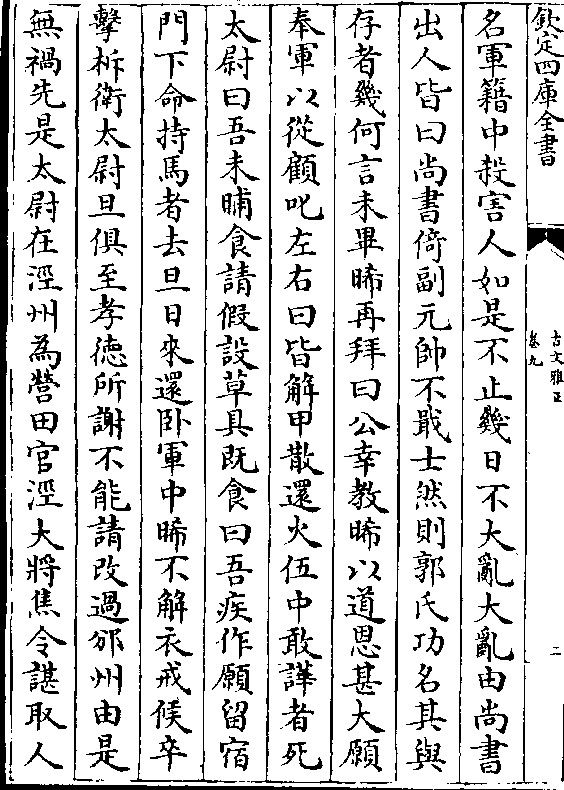 欽定四庫全書
古文雅正
卷九
二
名軍籍中殺害人如是不止幾日不大亂大亂由尚書
出人皆曰尚書倚副元帥不戢士然則郭氏功名其與
存者幾何言未畢晞再拜曰公幸教晞以道恩甚大願
奉軍以從顧叱左右曰皆解甲散還火伍中敢譁者死
太尉曰吾未晡食請假設草具既食曰吾疾作願留宿
門下命持馬者去旦日來還卧軍中晞不解衣戒候卒
擊柝衛太尉旦俱至孝徳所謝不能請改過邠州由是
無禍先是太尉在涇州為營田官涇大將焦令諶取人